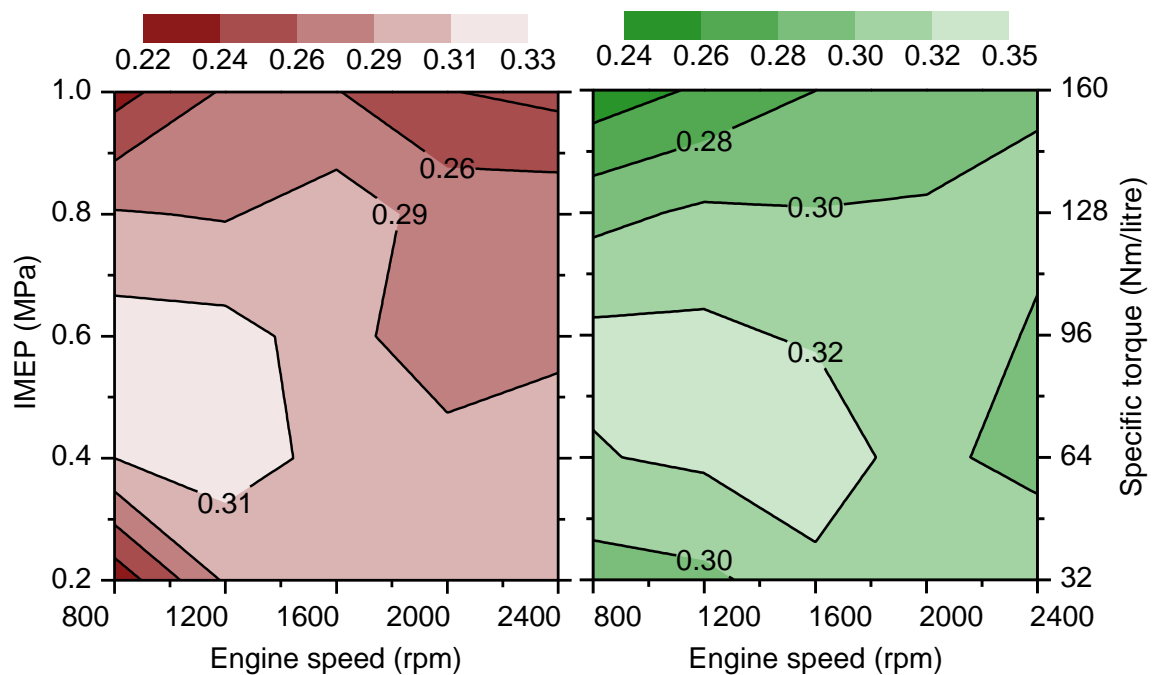 0.22 0.24 0.26 0.29 0.31 0.33
0.24 0.26 0.28 0.30 0.32 0.35
1.0
0.8
0.6
0.4
0.2
IMEP (MPa)
0.26
0.29
0.31
800 1200 1600 2000 2400
Engine speed (rpm)
0.28
0.30
0.32
0.30
160
128
96
64
32
Specific torque (Nm/litre)
800 1200 1600 2000 2400
Engine speed (rpm)